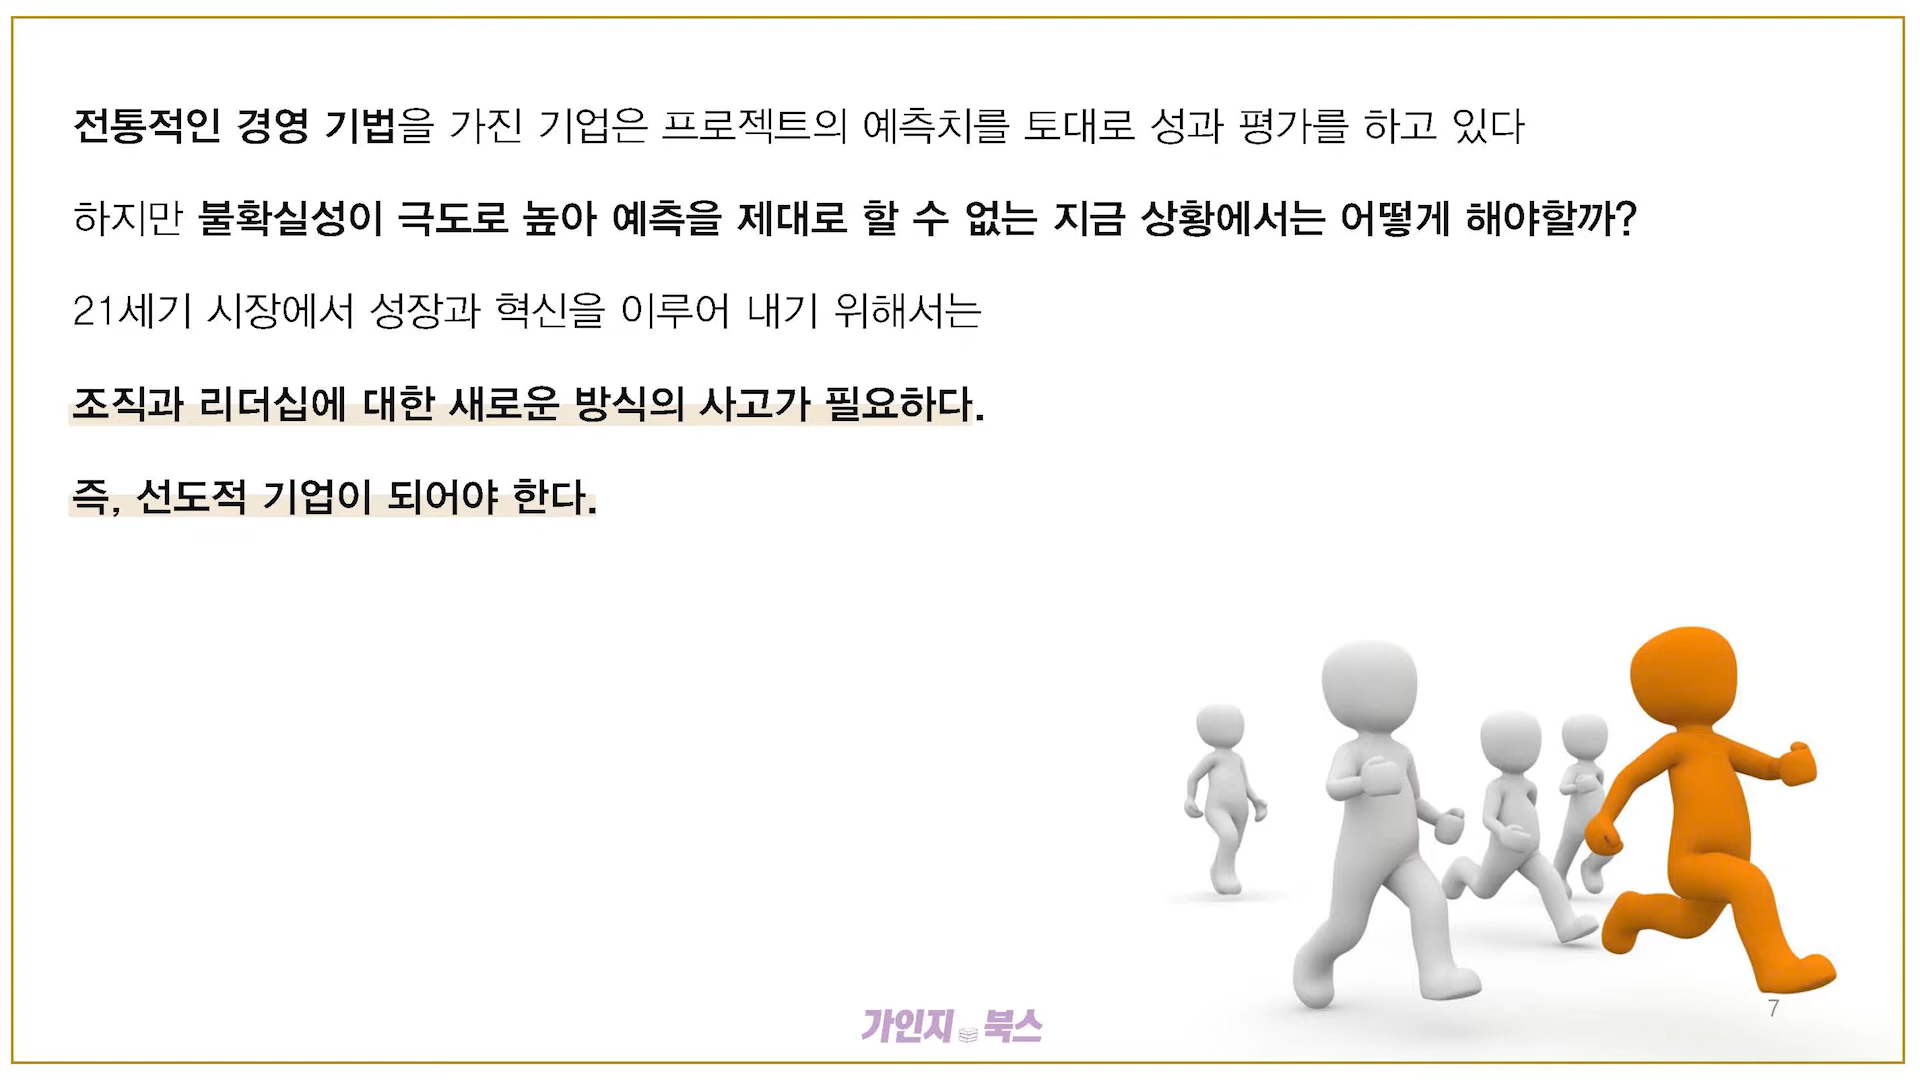 전통적인 경영 기법을 가진 기업은 프로젝트의 예측치를 토대로 성과 평가를 하고 있다
하지만 불확실성이 극도로 높아 예측을 제대로 할 수 없는 지금 상황에서는 어떻게 해야할까?
21세기 시장에서 성장과 혁신을 이루어 내기 위해서는
조직과 리더십에 대한 새로운 방식의 사고가 필요하다.
즉, 선도적 기업이 되어야 한다.
가인지 북스
7